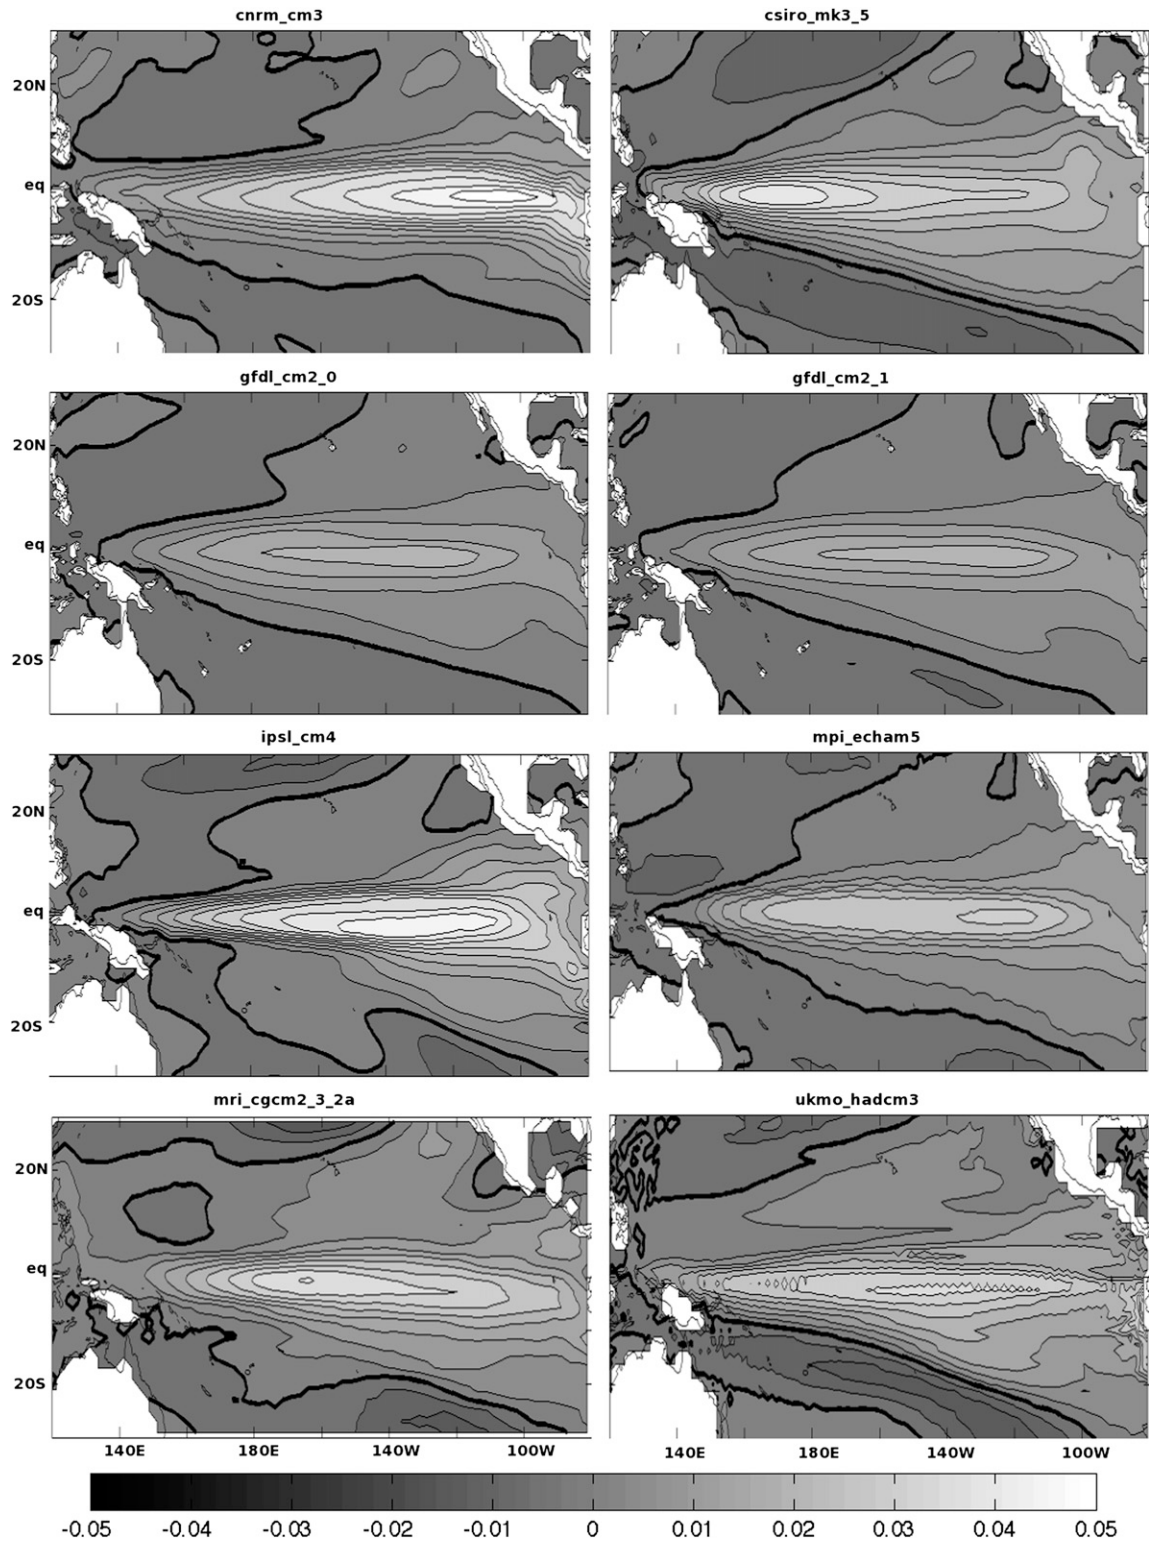 cnrm_cm3 csiro_mk3_5
20N
eq
20S
gfdl_cm2_0 gfdl_cm2_1
20N
eq
20S
ipsl_cm4 mpi_echam5
20N
eq
20S
mri_cgcm2_3_2a ukmo_hadcm3
20N
eq
20S
140E 180E 140W 100W 140E 180E 140W 100W
-0.05 -0.04 -0.03 -0.02 -0.01 0 0.01 0.02 0.03 0.04 0.05